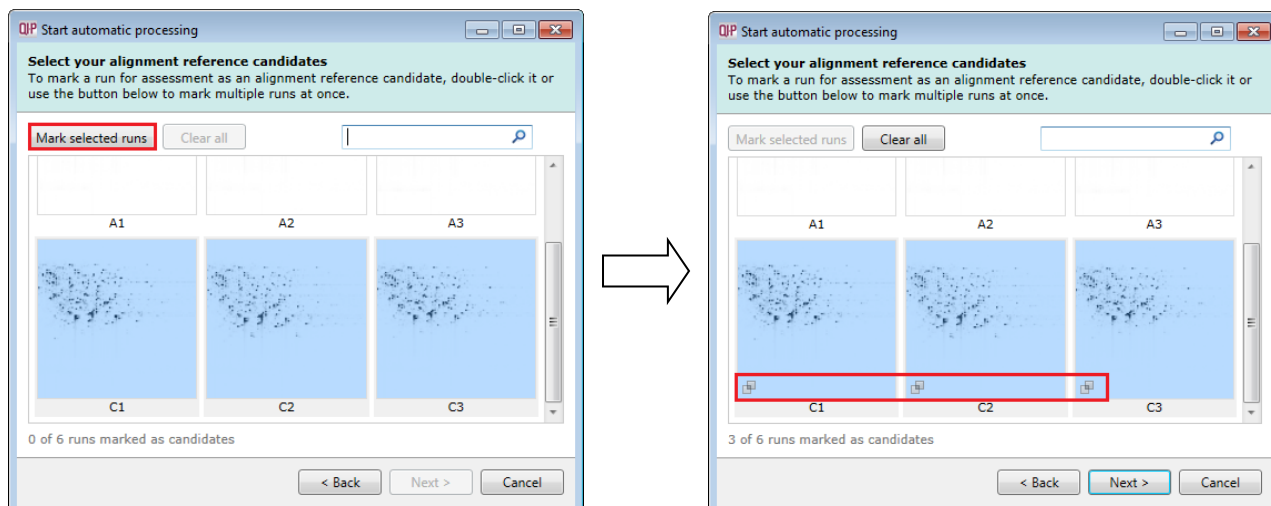 QIP Start automatic processing
Select your alignment reference candidates
To mark a run for assessment as an alignment reference candidate, double-click it or
use the button below to mark multiple runs at once.
Mark selected runs Clear all
A1 A2 A3
C1 C2 C3
0 of 6 runs marked as candidates
< Back Next > Cancel
QIP Start automatic processing
Select your alignment reference candidates
To mark a run for assessment as an alignment reference candidate, double-click it or
use the button below to mark multiple runs at once.
Mark selected runs Clear all
A1 A2 A3
C1 C2 C3
3 of 6 runs marked as candidates
< Back Next > Cancel